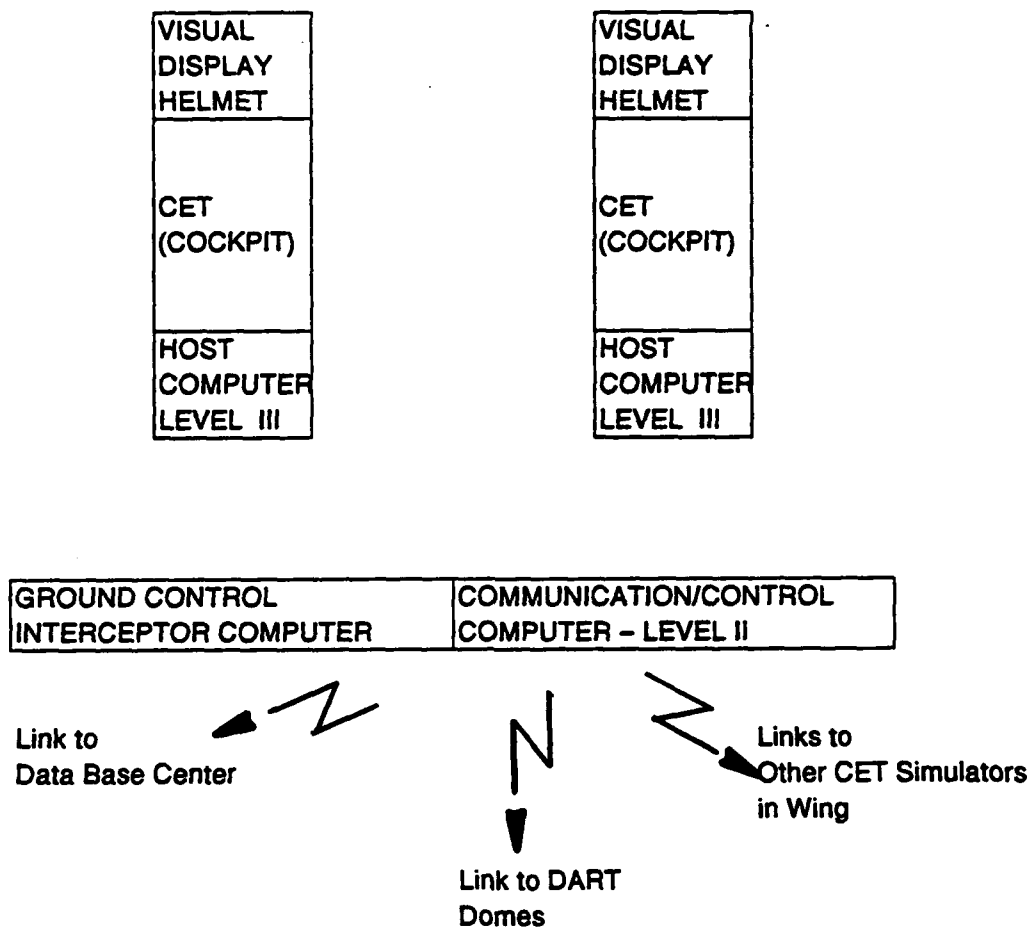 VISUAL
DISPLAY
HELMET
CET
(COCKPIT)
HOST
COMPUTER
LEVEL III
VISUAL
DISPLAY
HELMET
CET
(COCKPIT)
HOST
COMPUTER
LEVEL III
GROUND CONTROL
INTERCEPTOR COMPUTER
COMMUNICATION/CONTROL
COMPUTER – LEVEL II
Link to
Data Base Center
Link to DART
Domes
Links to
Other CET Simulators
in Wing